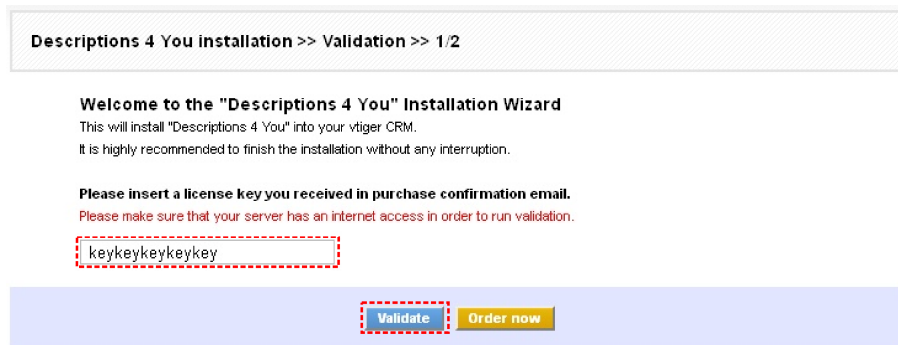 Descriptions 4 You installation >> Validation >> 1/2
Welcome to the "Descriptions 4 You" Installation Wizard
This will install "Descriptions 4 You" into your vtiger CRM.
It is highly recommended to finish the installation without any interruption.
Please insert a license key you received in purchase confirmation email.
Please make sure that your server has an internet access in order to run validation.
keykeykeykeykey
Validate Order now